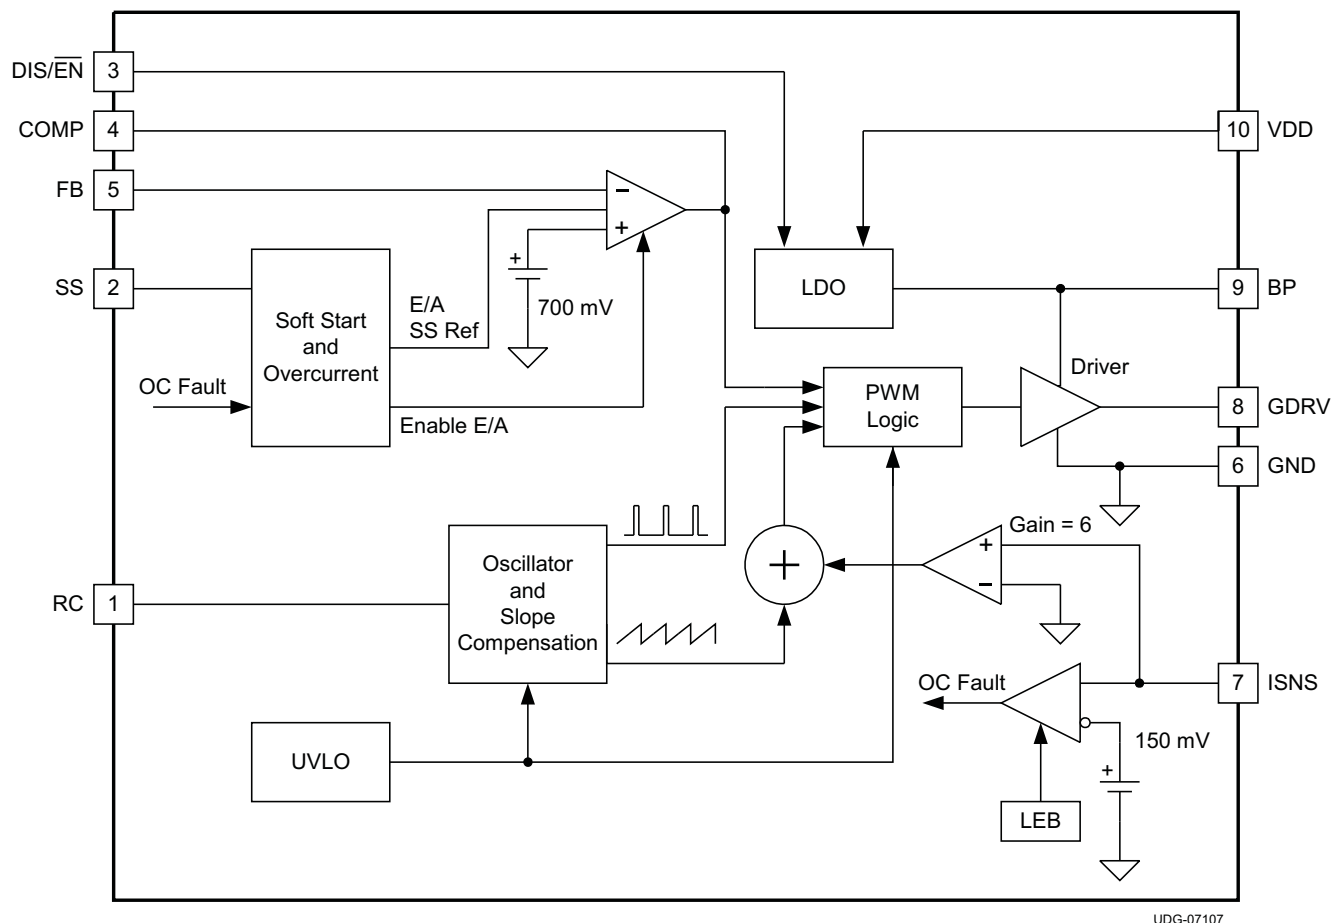 DIS/EN
3
COMP
4
10
VDD
FB
5
−
+
SS
2
+
700 mV
LDO
9
BP
E/A
SS Ref
Soft Start
and
Overcurrent
OC Fault
Enable E/A
PWM
Logic
Driver
8
GDRV
6
GND
Gain = 6
+
−
+
Oscillator
and
Slope
Compensation
RC
1
OC Fault
7
ISNS
150 mV
+
UVLO
LEB
UDG-07107